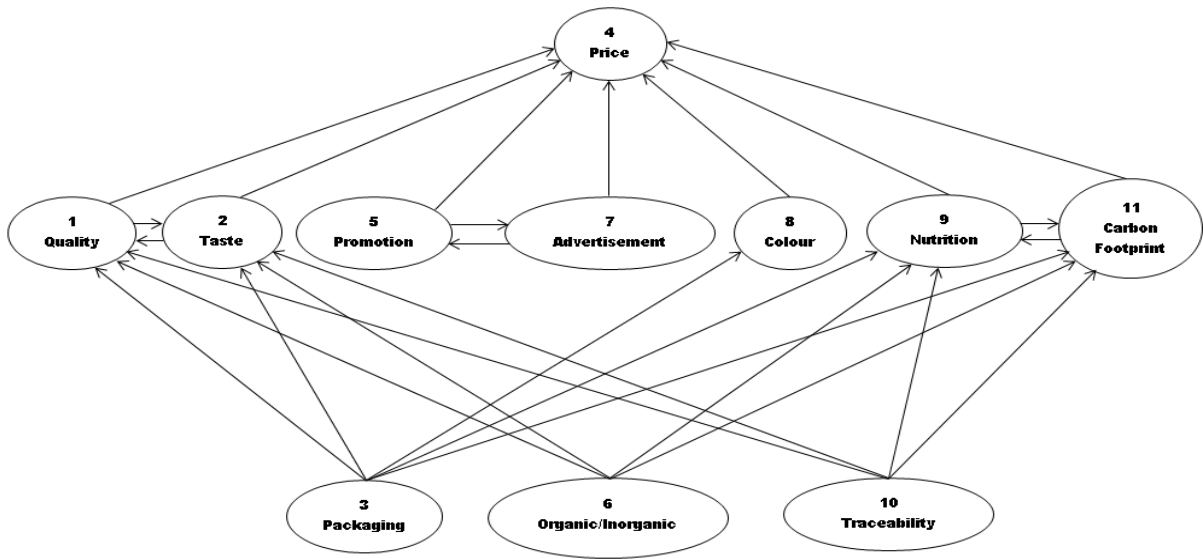 4
Price
1
Quality
2
Taste
5
Promotion
7
Advertisement
8
Colour
9
Nutrition
11
Carbon
Footprint
3
Packaging
6
Organic/Inorganic
10
Traceability